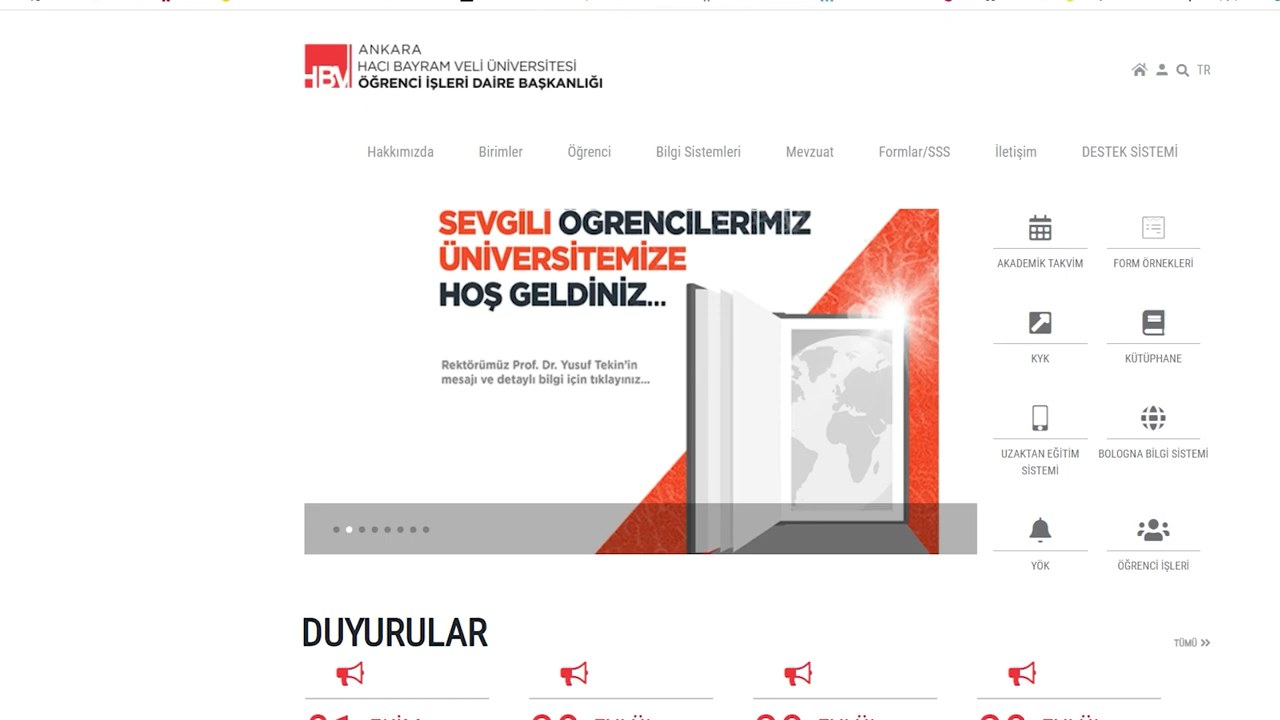 ANKARA
HACI BAYRAM VELİ ÜNİVERSİTESİ
ÖĞRENCİ İŞLERİ DAİRE BAŞKANLIĞI
HBV
TR
Hakkımızda Birimler Öğrenci Bilgi Sistemleri Mevzuat Formlar/SSS İletişim DESTEK SİSTEMİ
SEVGİLİ ÖĞRENCİLERİMİZ
ÜNİVERSİTEMİZE
HOŞ GELDİNİZ...
Rektörümüz Prof. Dr. Yusuf Tekin'in
mesajı ve detaylı bilgi için tıklayınız...
AKADEMİK TAKVİM
FORM ÖRNEKLERİ
KYK
KÜTÜPHANE
UZAKTAN EĞİTİM
SİSTEMİ
BOLOGNA BİLGİ SİSTEMİ
YÖK
ÖĞRENCİ İŞLERİ
DUYURULAR
TÜMÜ